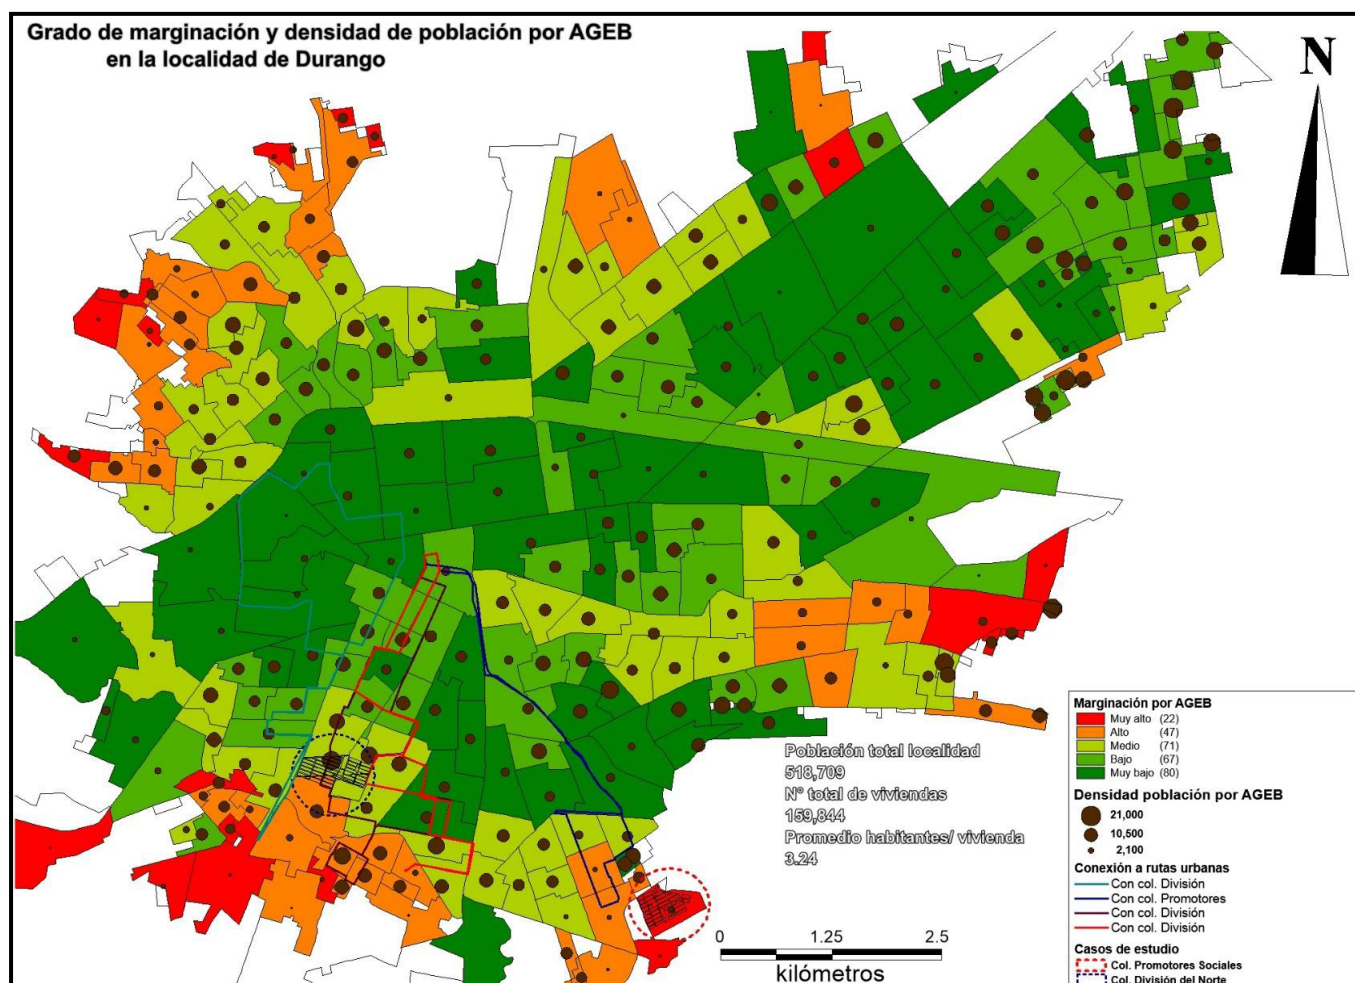 Grado de marginación y densidad de población por AGEB
en la localidad de Durango
N
Población total localidad
518,709
N° total de viviendas
159,844
Promedio habitantes/ vivienda
3.24
0 1.25 2.5
kilómetros
Marginación por AGEB
Muy alto (22)
Alto (47)
Medio (71)
Bajo (67)
Muy bajo (80)
Densidad población por AGEB
21,000
10,500
2,100
Conexión a rutas urbanas
Con col. División
Con col. Promotores
Con col. División
Con col. División
Casos de estudio
Col. Promotores Sociales
Col. División del Norte